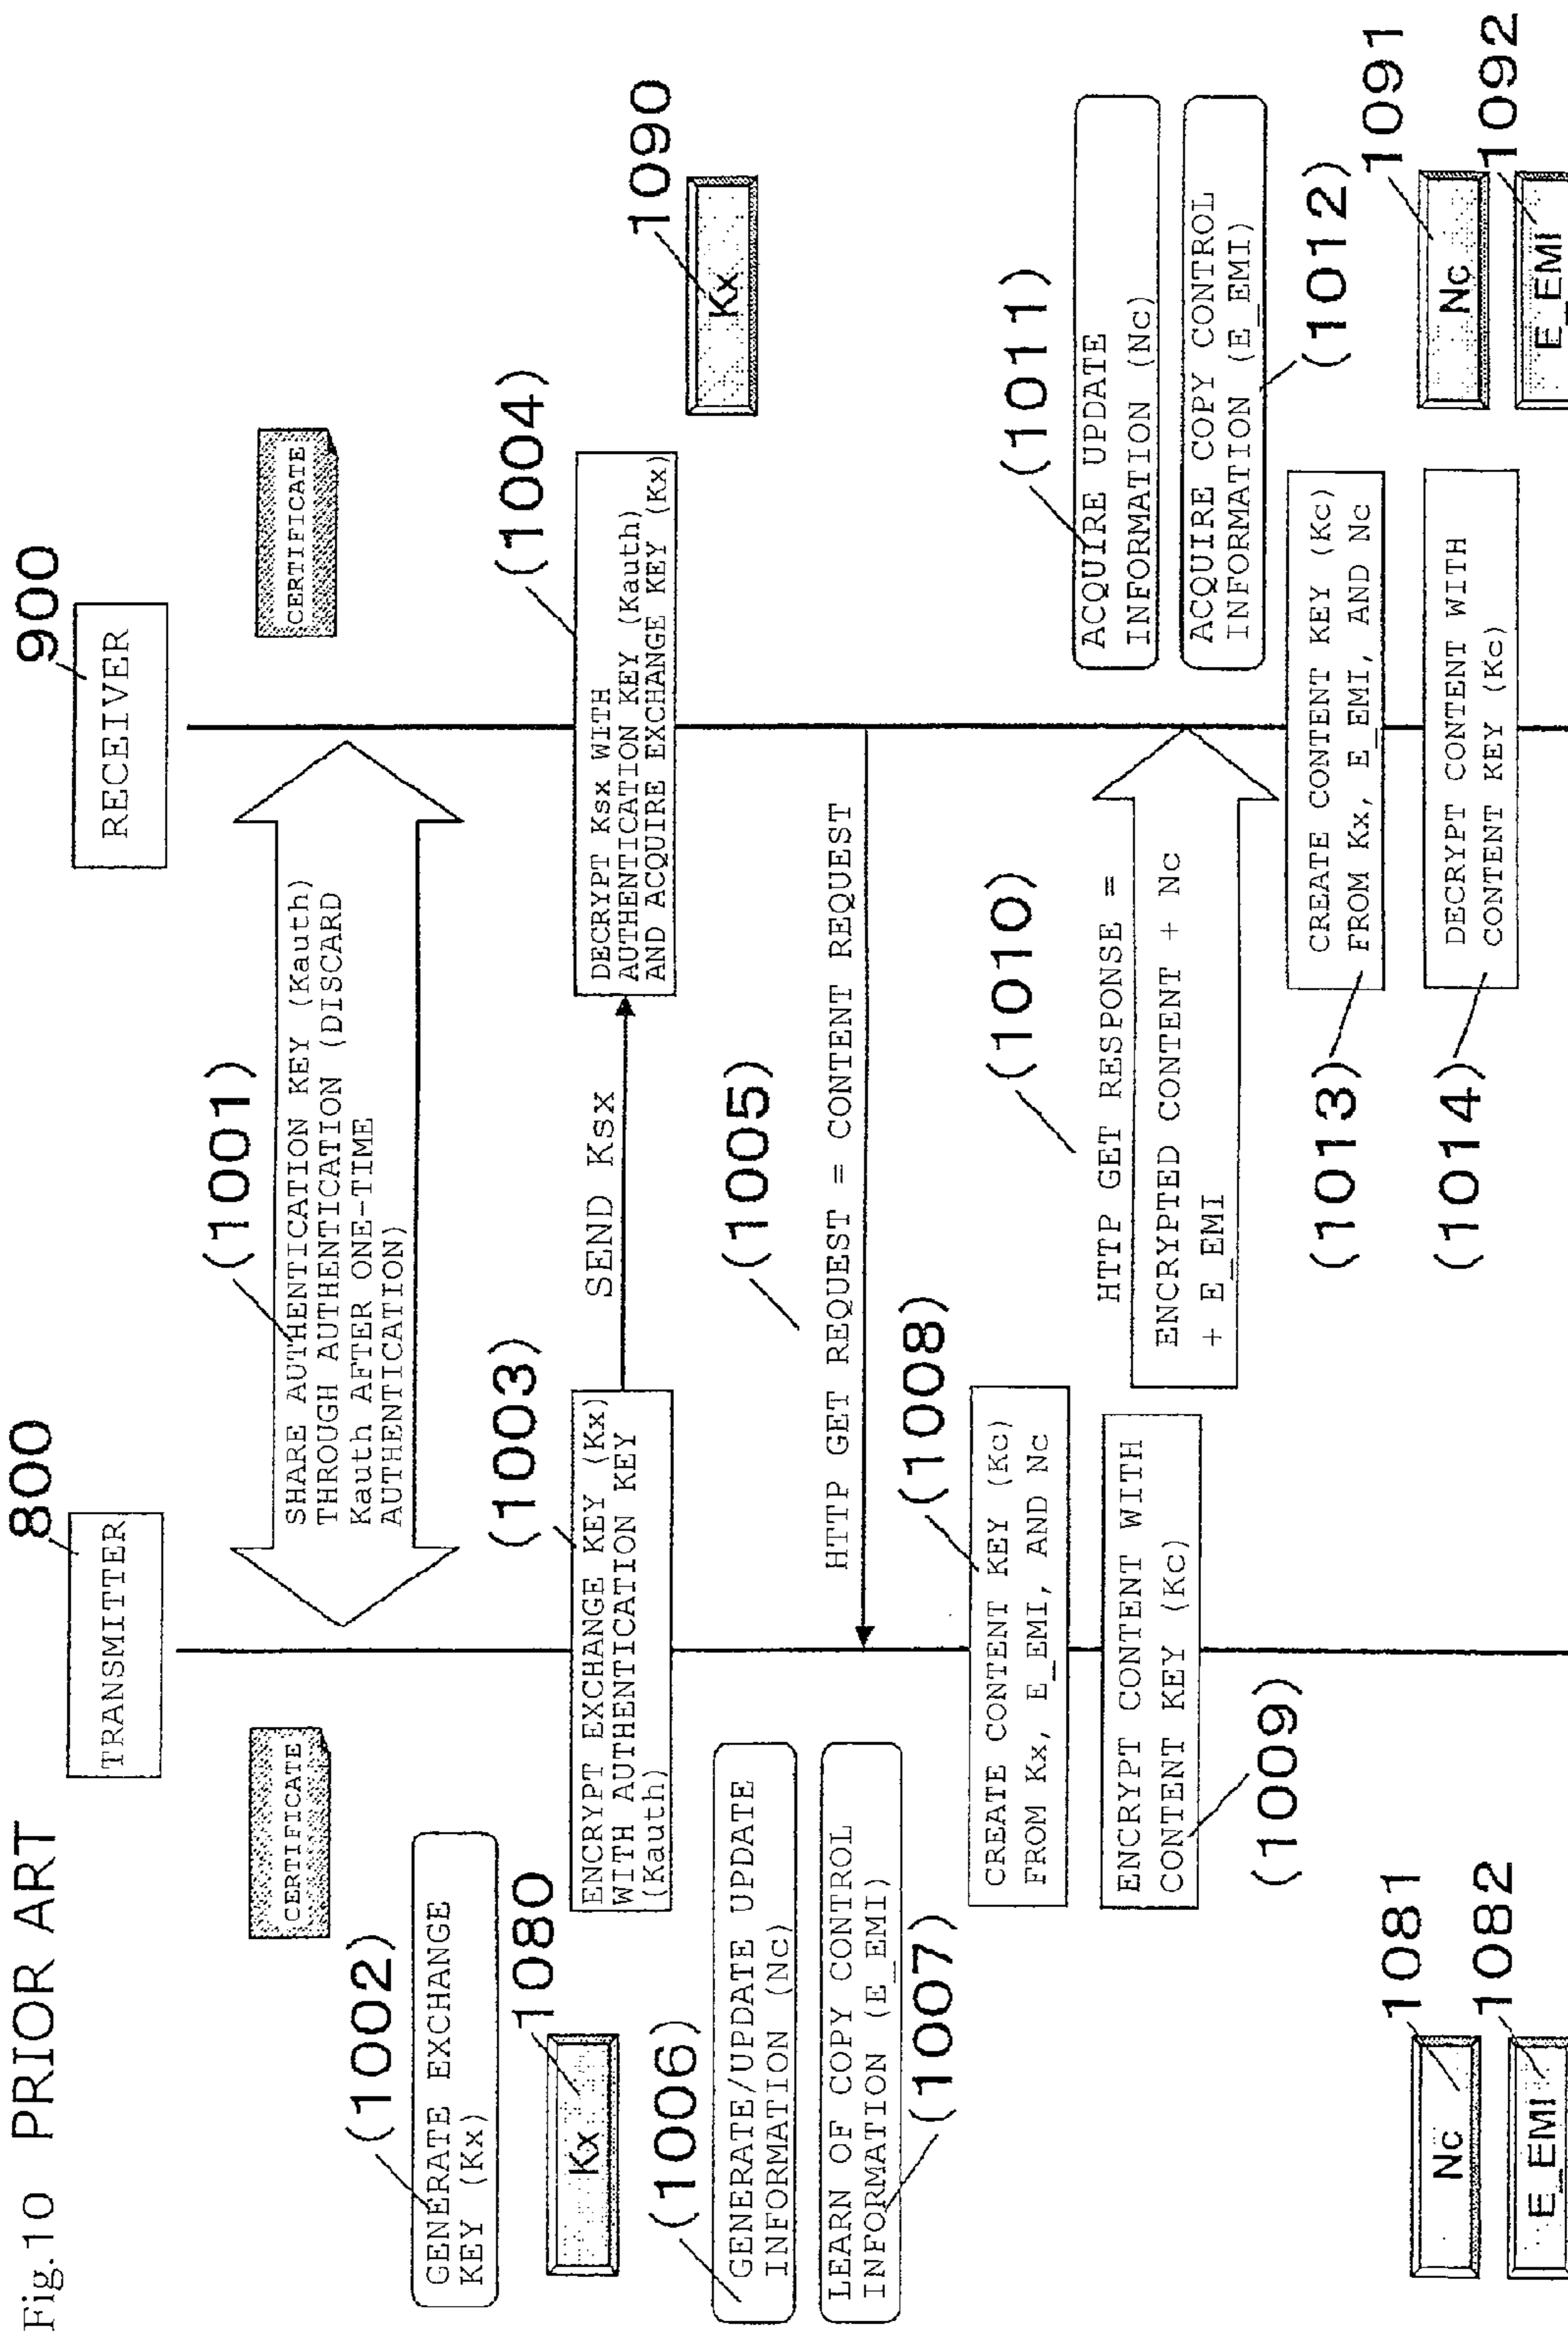 Fig.10 PRIOR ART
800
TRANSMITTER
900
RECEIVER
CERTIFICATE
CERTIFICATE
(1001)
SHARE AUTHENTICATION KEY (Kauth)
THROUGH AUTHENTICATION (DISCARD
Kauth AFTER ONE-TIME
AUTHENTICATION)
(1002)
GENERATE EXCHANGE
KEY (Kx)
1080
Kx
(1003)
ENCRYPT EXCHANGE KEY (Kx)
WITH AUTHENTICATION KEY
(Kauth)
SEND Ksx
(1004)
DECRYPT Ksx WITH
AUTHENTICATION KEY (Kauth)
AND ACQUIRE EXCHANGE KEY (Kx)
1090
Kx
(1005)
HTTP GET REQUEST = CONTENT REQUEST
(1006)
GENERATE/UPDATE UPDATE
INFORMATION (Nc)
LEARN OF COPY CONTROL
INFORMATION (E_EMI)
(1007)
(1008)
CREATE CONTENT KEY (Kc)
FROM Kx, E_EMI, AND Nc
ENCRYPT CONTENT WITH
CONTENT KEY (Kc)
(1009)
(1010)
HTTP GET RESPONSE =
ENCRYPTED CONTENT + Nc
+ E_EMI
(1011)
ACQUIRE UPDATE
INFORMATION (Nc)
ACQUIRE COPY CONTROL
INFORMATION (E_EMI)
(1012)
(1013)
CREATE CONTENT KEY (Kc)
FROM Kx, E_EMI, AND Nc
(1014)
DECRYPT CONTENT WITH
CONTENT KEY (Kc)
1081
Nc
1082
E_EMI
1091
Nc
1092
E_EMI